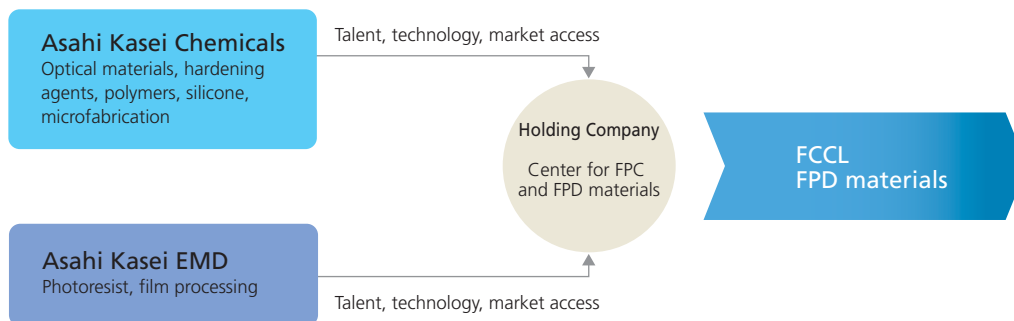 Asahi Kasei Chemicals
Optical materials, hardening
agents, polymers, silicone,
microfabrication
Talent, technology, market access
Holding Company
Center for FPC
and FPD materials
FCCL
FPD materials
Asahi Kasei EMD
Photoresist, film processing
Talent, technology, market access